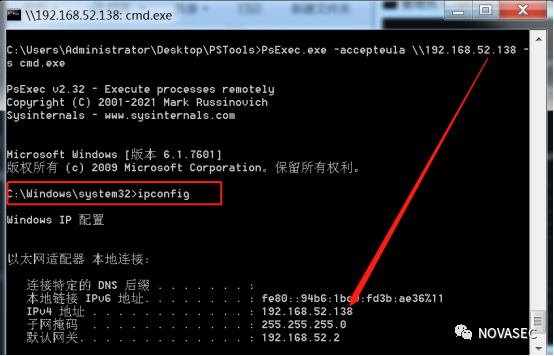 \\192.168.52.138: cmd.exe
C:\Users\Administrator\Desktop\PSTools>PsExec.exe -accepteula \\192.168.52.138 -
s cmd.exe
PsExec v2.32 - Execute processes remotely
Copyright (C) 2001-2021 Mark Russinovich
Sysinternals - www.sysinternals.com
Microsoft Windows [版本 6.1.7601]
版权所有 (c) 2009 Microsoft Corporation。保留所有权利。
C:\Windows\system32>ipconfig
Windows IP 配置
以太网适配器 本地连接:
连接特定的 DNS 后缀 . . . . . . . :
本地链接 IPv6 地址. . . . . . . . : fd3b:ae36%11
IPv4 地址 . . . . . . . . . . . . : 192.168.52.138
子网掩码 . . . . . . . . . . . . : 255.255.255.0
默认网关. . . . . . . . . . . . . : 192.168.52.2
NOVASEC